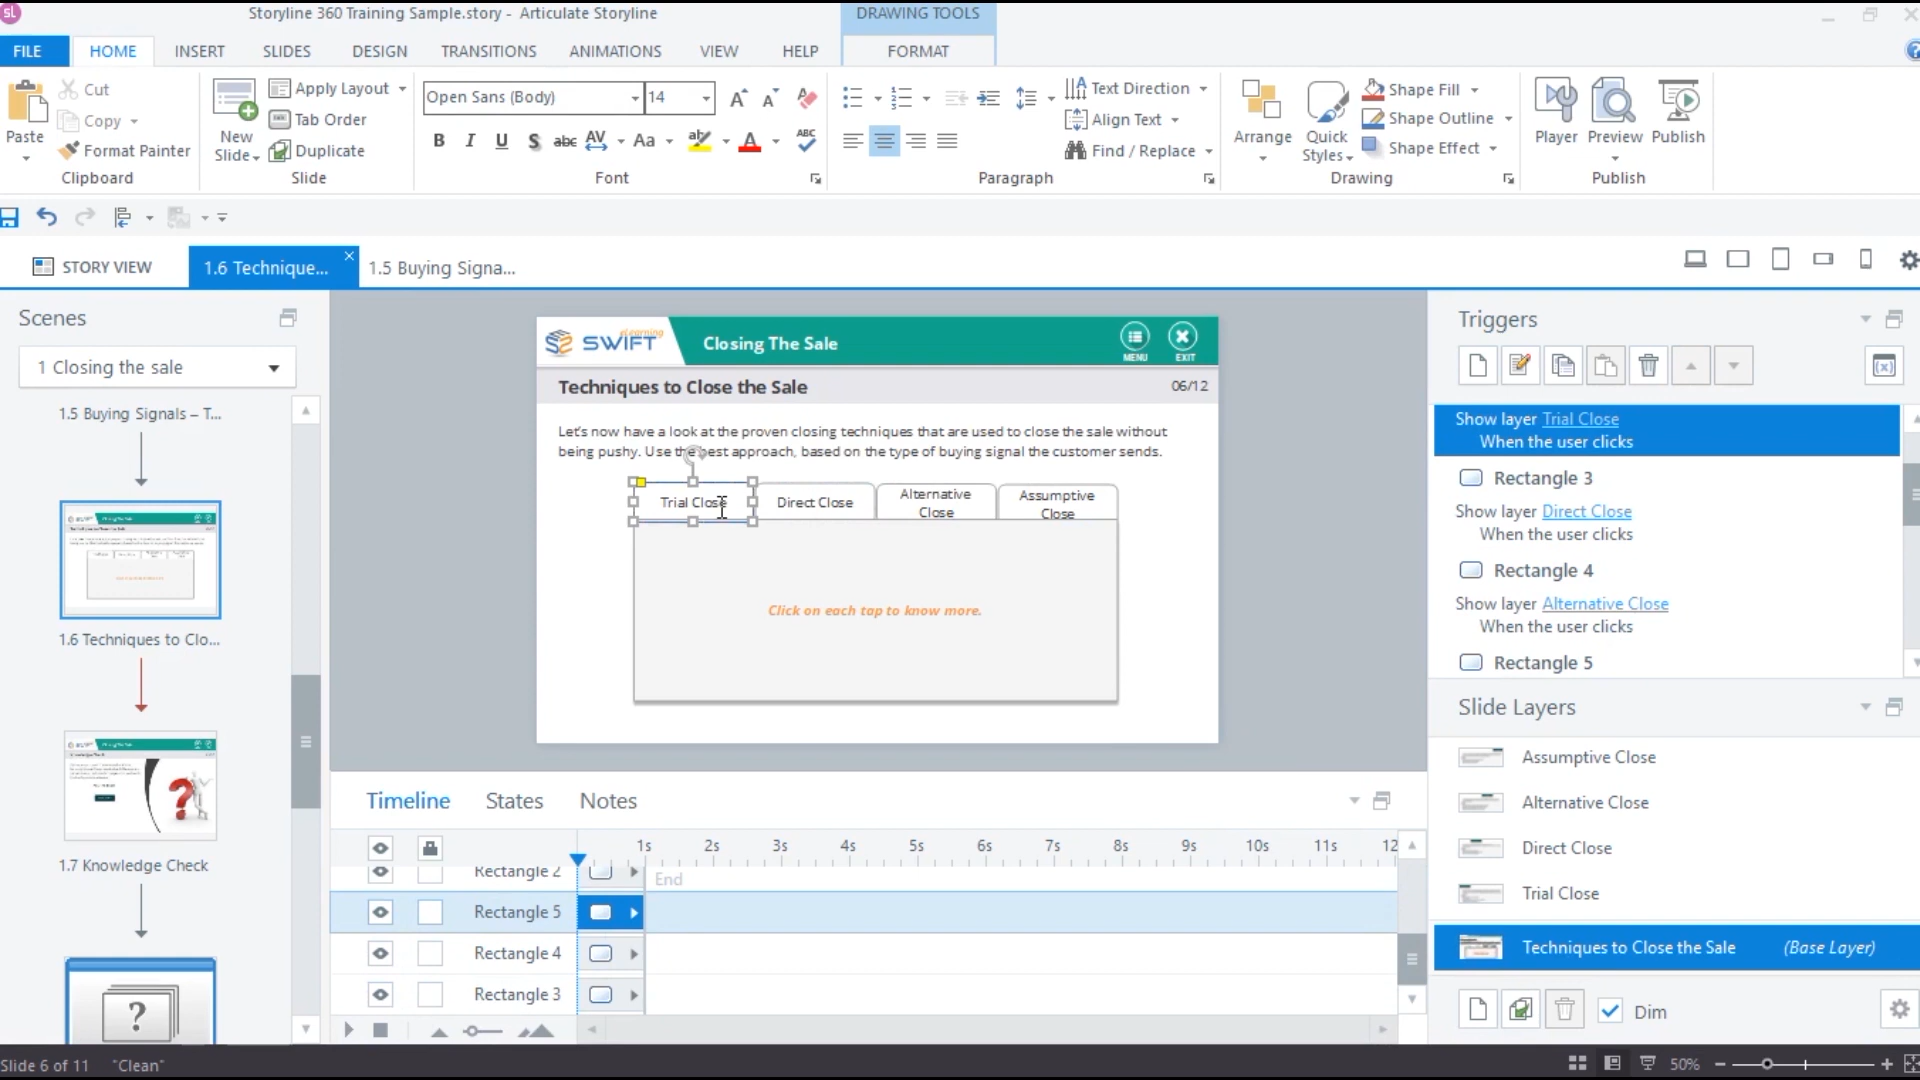 Storyline 360 Training Sample.story - Articulate Storyline
DRAWING TOOLS
FILE HOME INSERT SLIDES DESIGN TRANSITIONS ANIMATIONS VIEW HELP FORMAT
Paste
Cut
Copy
Format Painter
Clipboard
New Slide
Apply Layout
Tab Order
Duplicate
Slide
Open Sans (Body) 14
B I U S abc AV Aa ab A ABC
Font
Text Direction
Align Text
Find / Replace
Paragraph
Arrange
Quick Styles
Shape Fill
Shape Outline
Shape Effect
Drawing
Player
Preview
Publish
Publish
STORY VIEW
1.6 Technique...
1.5 Buying Signa...
Scenes
1 Closing the sale
1.5 Buying Signals – T...
1.6 Techniques to Clo...
1.7 Knowledge Check
SWIFT eLearning
Closing The Sale
MENU
EXIT
Techniques to Close the Sale
06/12
Let's now have a look at the proven closing techniques that are used to close the sale without
being pushy. Use the best approach, based on the type of buying signal the customer sends.
Trial Close
Direct Close
Alternative
Close
Assumptive
Close
Click on each tap to know more.
Triggers
Show layer Trial Close
When the user clicks
Rectangle 3
Show layer Direct Close
When the user clicks
Rectangle 4
Show layer Alternative Close
When the user clicks
Rectangle 5
Slide Layers
Assumptive Close
Alternative Close
Direct Close
Trial Close
Techniques to Close the Sale (Base Layer)
Dim
Timeline States Notes
1s 2s 3s 4s 5s 6s 7s 8s 9s 10s 11s 12
Rectangle 2
End
Rectangle 5
Rectangle 4
Rectangle 3
Slide 6 of 11 "Clean"
50%